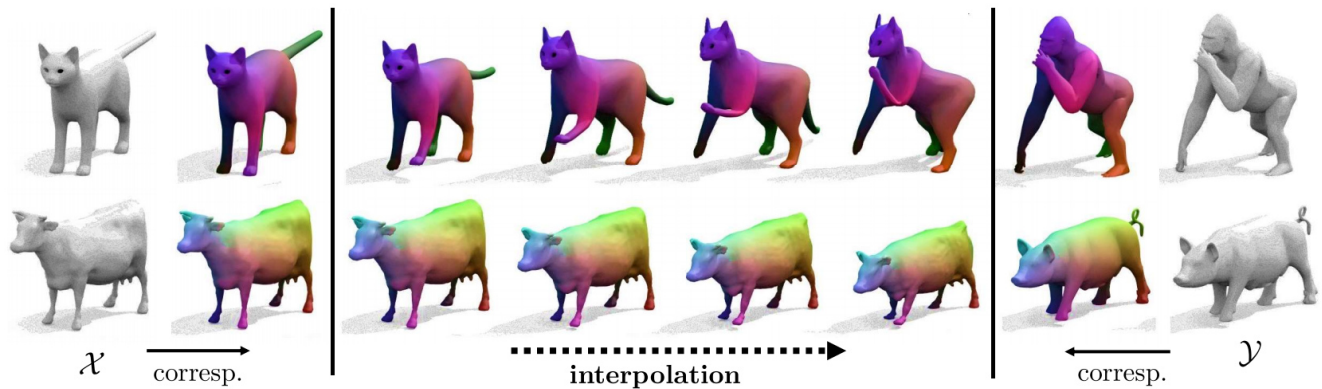 𝒳
corresp.
interpolation
corresp.
𝒴